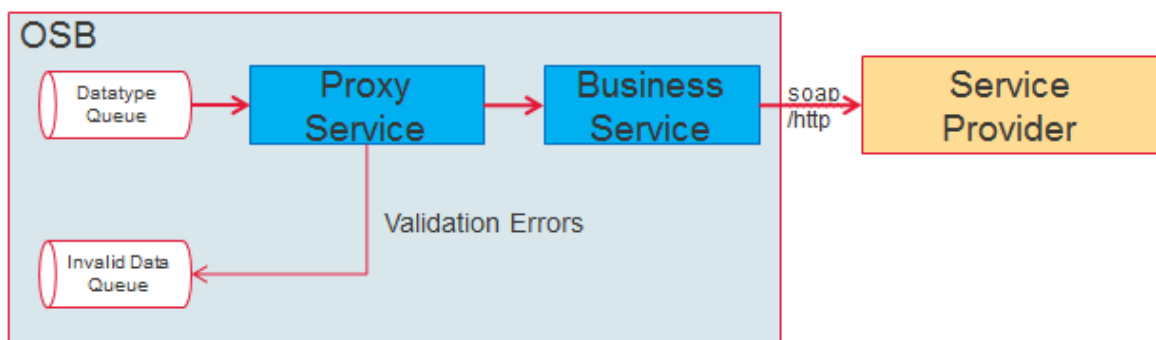 OSB
Datatype
Queue
Proxy
Service
Business
Service
soap
/http
Service
Provider
Validation Errors
Invalid Data
Queue